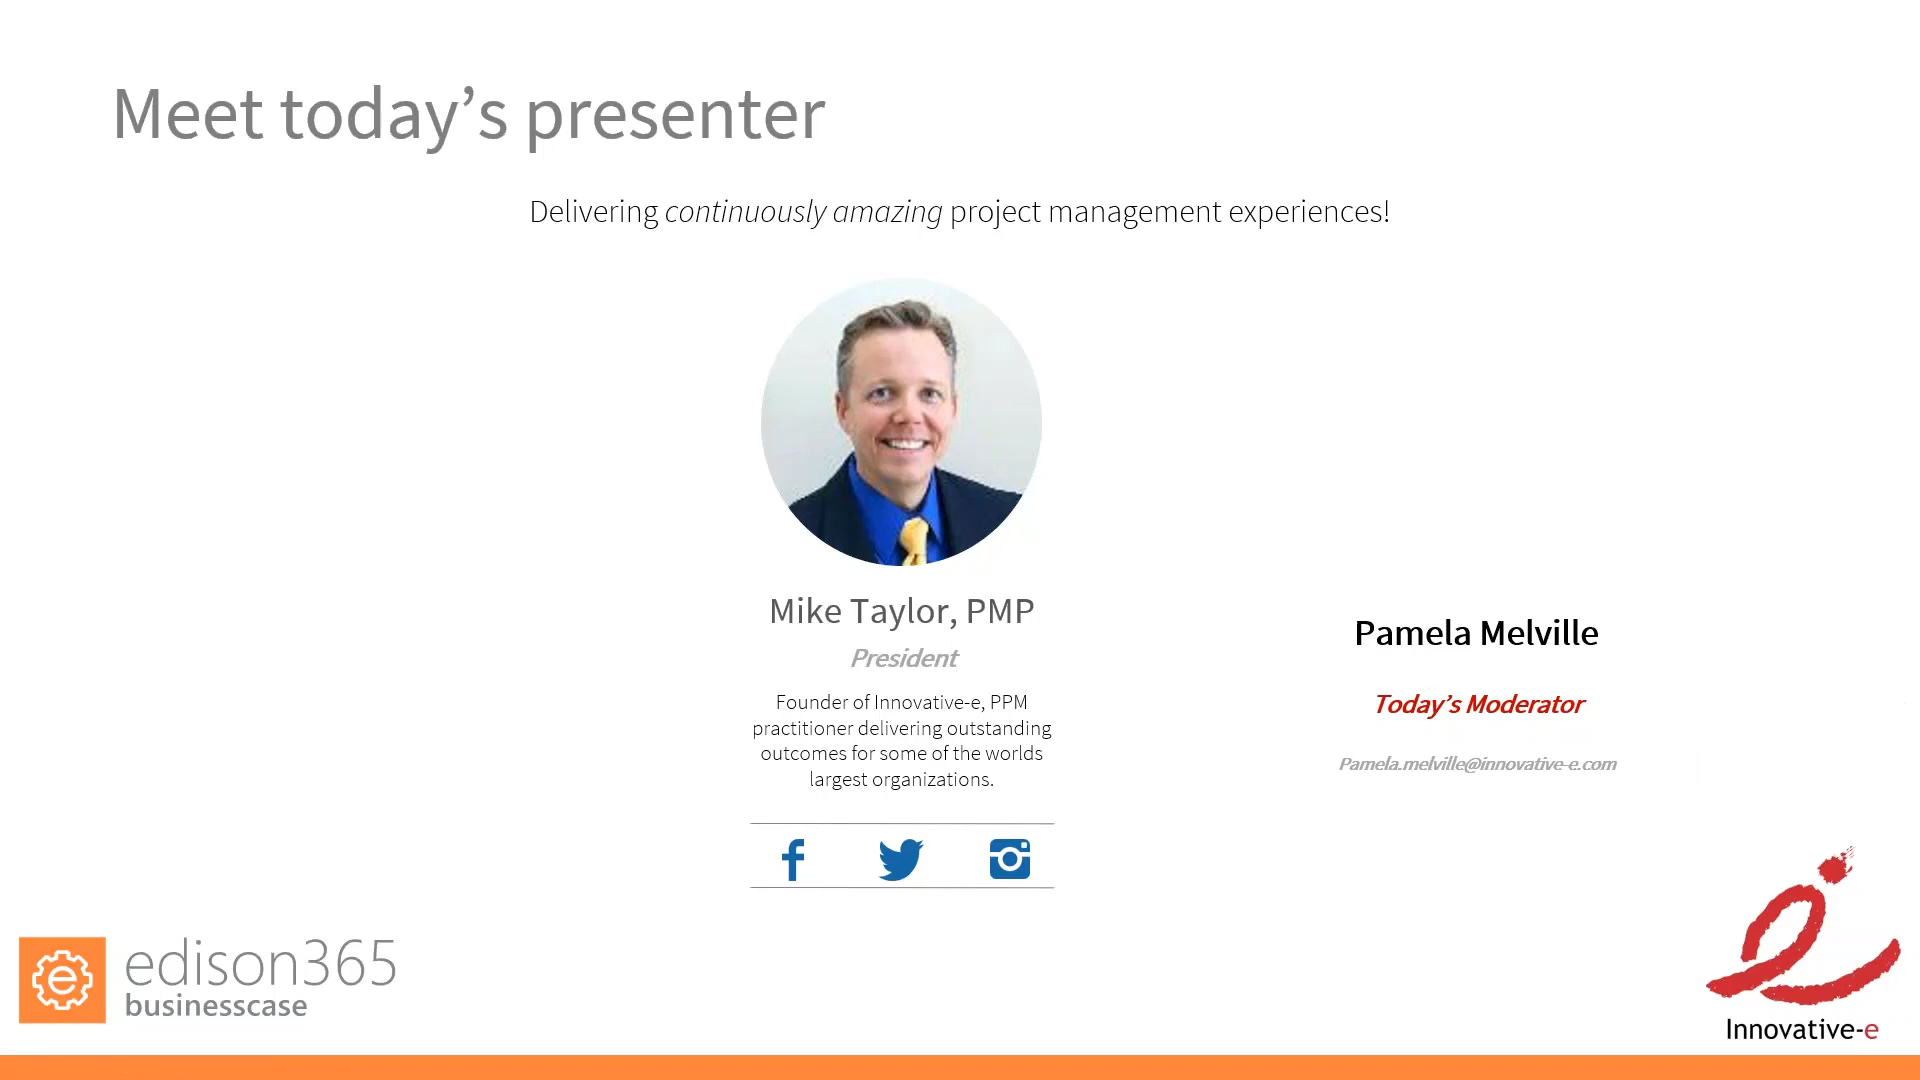 Meet today’s presenter
Delivering continuously amazing project management experiences!
Mike Taylor, PMP
President
Founder of Innovative-e, PPM
practitioner delivering outstanding
outcomes for some of the worlds
largest organizations.
Pamela Melville
Today’s Moderator
Pamela.melville@innovative-e.com
edison365
businesscase
Innovative-e